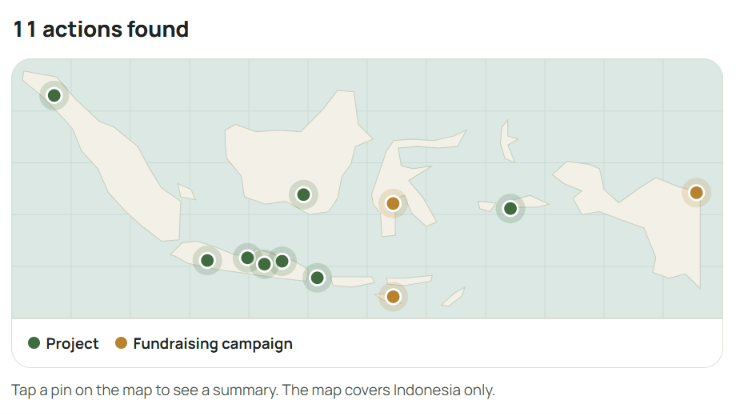 11 actions found
Project
Fundraising campaign
Tap a pin on the map to see a summary. The map covers Indonesia only.